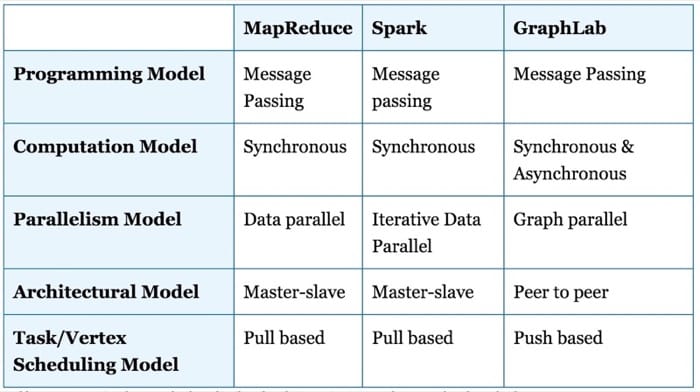 MapReduce Spark GraphLab
Programming Model Message Passing Message passing Message Passing
Computation Model Synchronous Synchronous Synchronous & Asynchronous
Parallelism Model Data parallel Iterative Data Parallel Graph parallel
Architectural Model Master-slave Master-slave Peer to peer
Task/Vertex Scheduling Model Pull based Pull based Push based